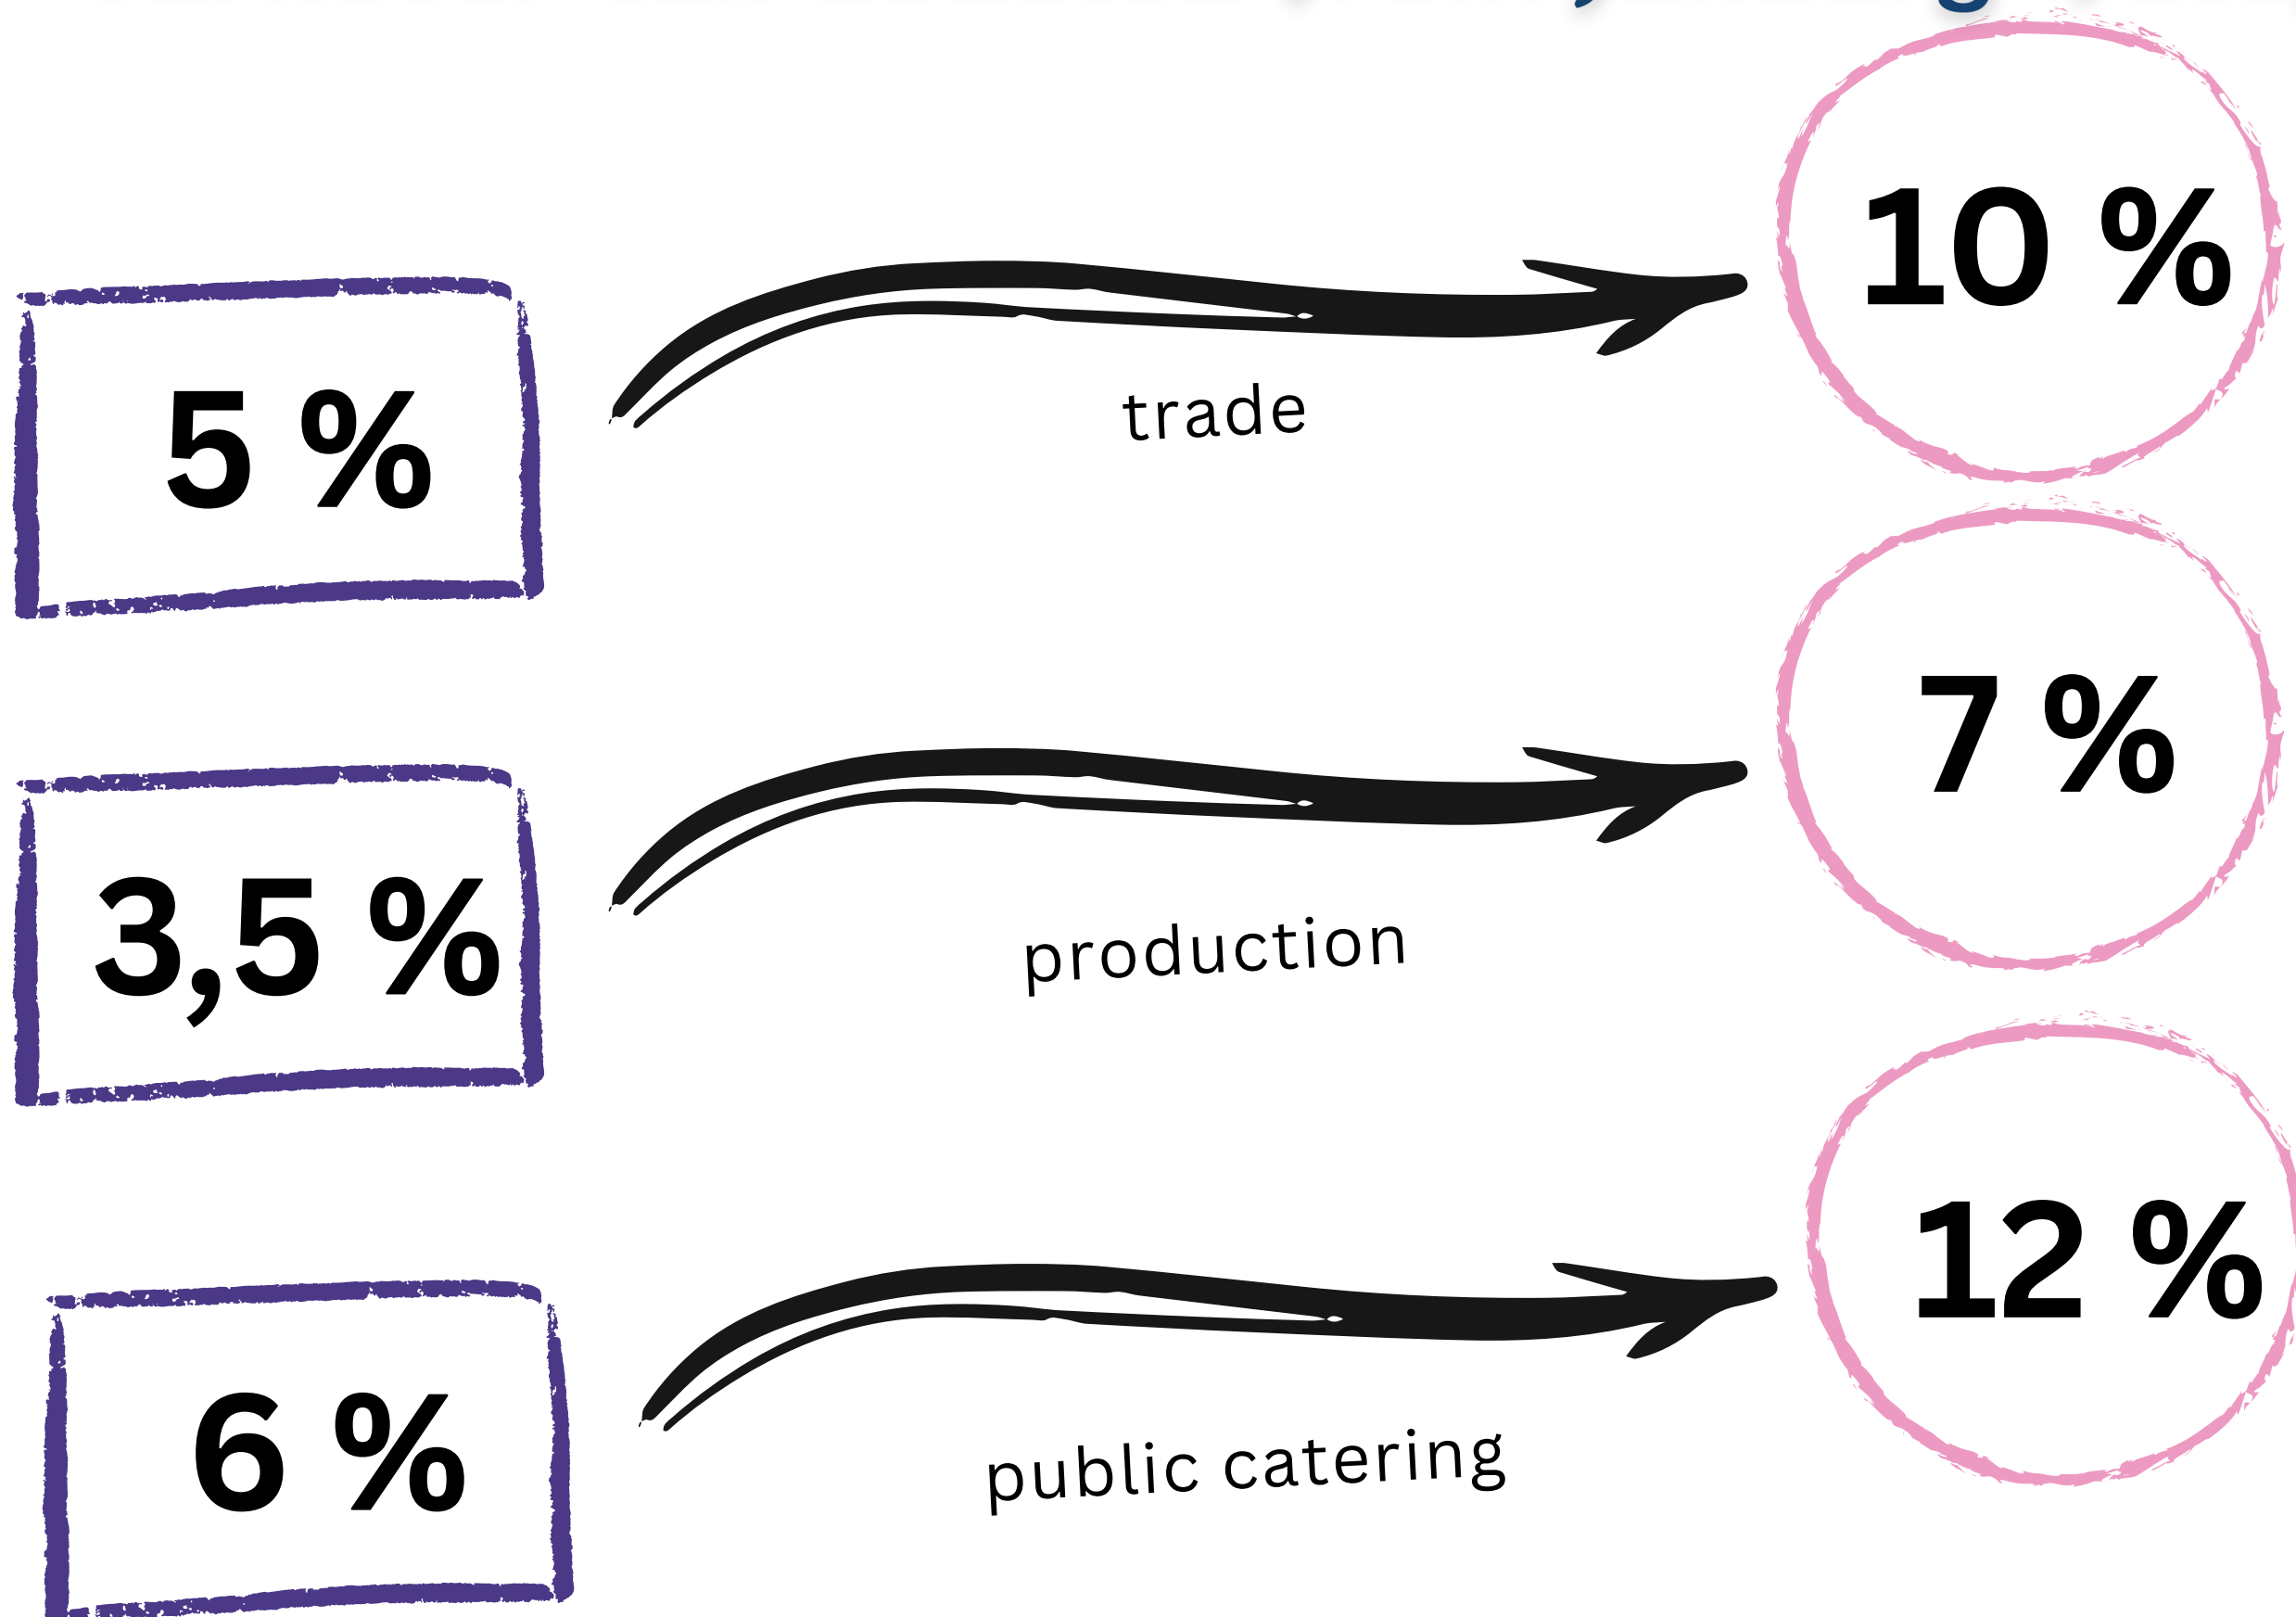 5 %
trade
10 %
3,5 %
production
7 %
6 %
public catering
12 %